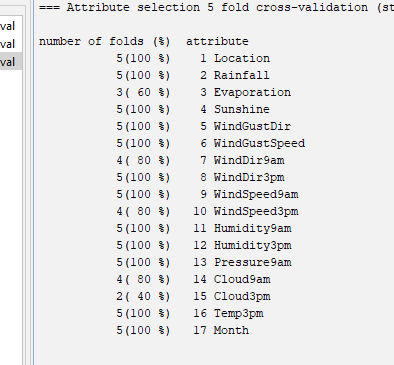 === Attribute selection 5 fold cross-validation (st
val
number of folds (%)  attribute
val
5(100 %)    1 Location
val
5(100 %)    2 Rainfall
3( 60 %)    3 Evaporation
5(100 %)    4 Sunshine
5(100 %)    5 WindGustDir
5(100 %)    6 WindGustSpeed
4( 80 %)    7 WindDir9am
5(100 %)    8 WindDir3pm
5(100 %)    9 WindSpeed9am
4( 80 %)   10 WindSpeed3pm
5(100 %)   11 Humidity9am
5(100 %)   12 Humidity3pm
5(100 %)   13 Pressure9am
4( 80 %)   14 Cloud9am
2( 40 %)   15 Cloud3pm
5(100 %)   16 Temp3pm
5(100 %)   17 Month